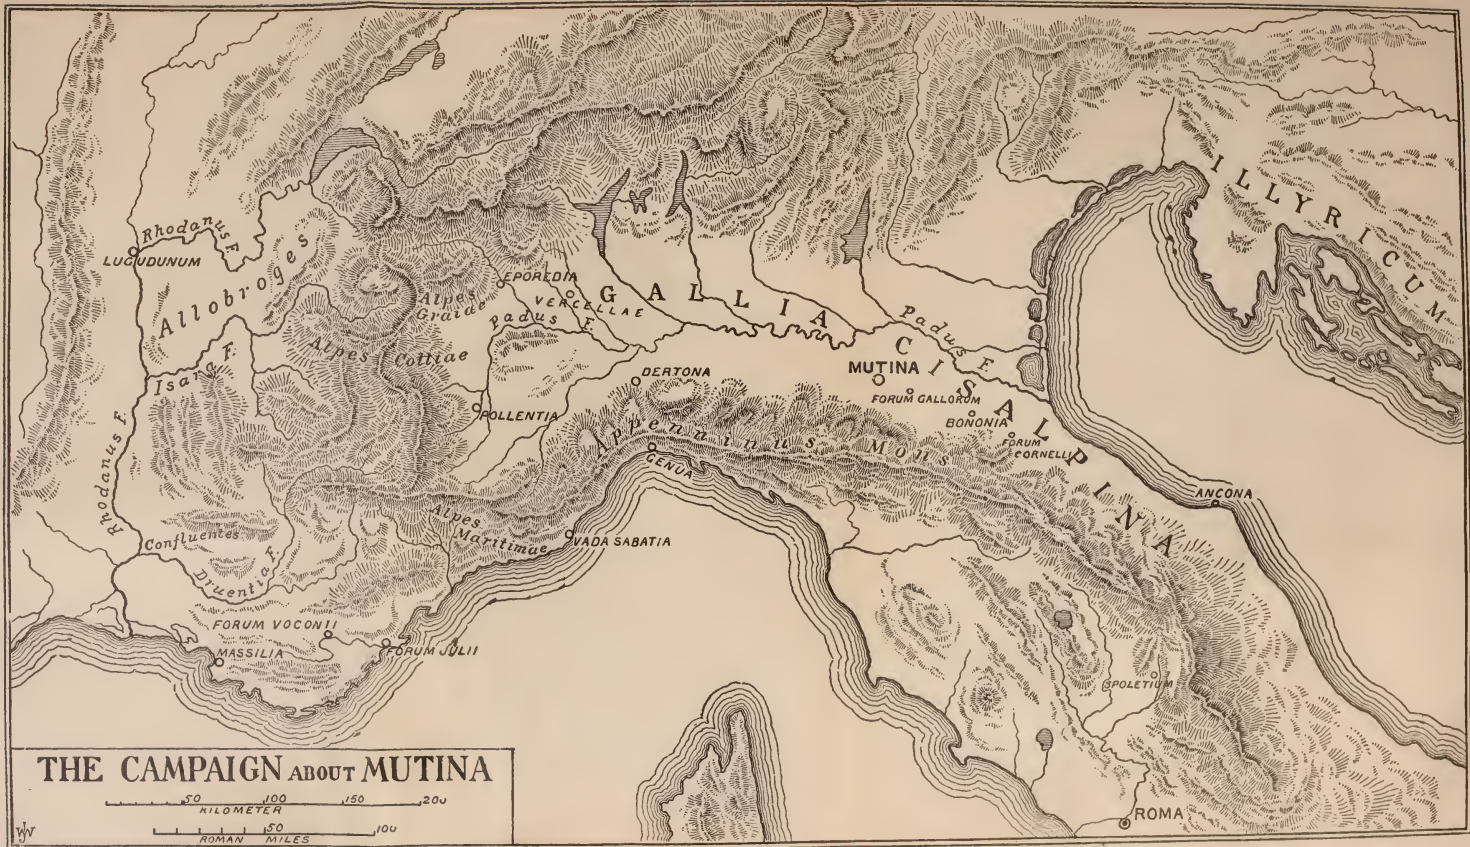 ILLYRICUM
Rhodanus F.
LUGUDUNUM
Allobroges
EPOREDIA
VERCELLAE
GALLIA
Alpes
Graiae
Padus F.
Padus F.
CISALPINA
Alpes Cottiae
Isara F.
MUTINA
DERTONA
FORUM GALLORUM
POLLENTIA
BONONIA
FORUM
CORNELII
Appenninus Mons
GENUA
Rhodanus F.
ANCONA
Alpes
Maritimae
Confluentes
VADA SABATIA
Druentia F.
FORUM VOCONII
MASSILIA
FORUM JULII
SPOLETIUM
ROMA
THE CAMPAIGN ABOUT MUTINA
50 100 150 200
KILOMETER
50 100
ROMAN MILES